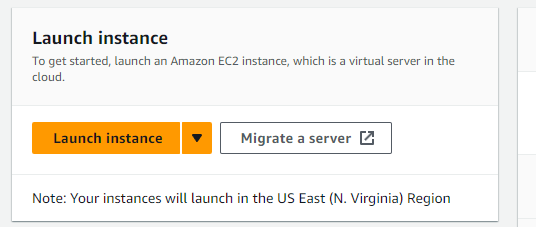 Launch instance
To get started, launch an Amazon EC2 instance, which is a virtual server in the
cloud.
Launch instance
Migrate a server
Note: Your instances will launch in the US East (N. Virginia) Region